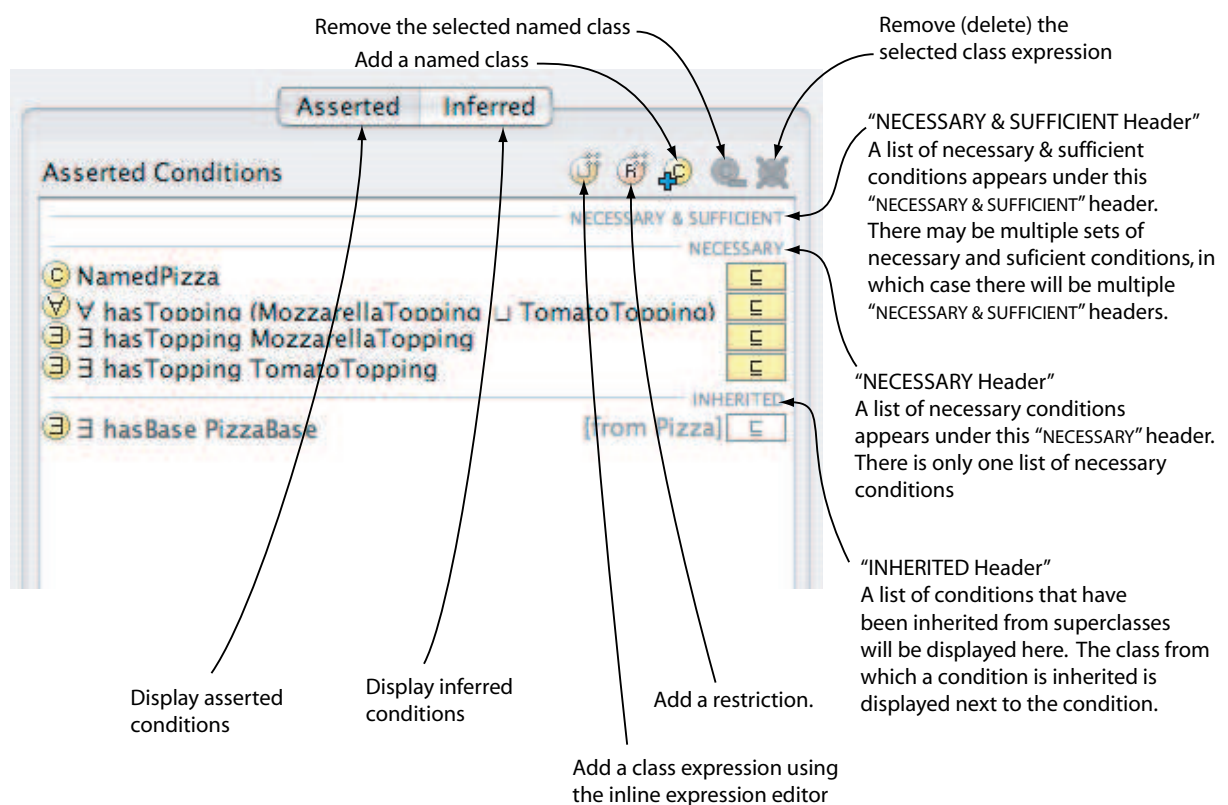 Remove the selected named class
Add a named class
Remove (delete) the
selected class expression
Asserted Inferred
Asserted Conditions
NECESSARY & SUFFICIENT
NECESSARY
C NamedPizza ⊑
∀ ∀ hasTopping (MozzarellaTopping ⊔ TomatoTopping) ⊑
∃ ∃ hasTopping MozzarellaTopping ⊑
∃ ∃ hasTopping TomatoTopping ⊑
INHERITED
∃ ∃ hasBase PizzaBase [from Pizza] ⊑
“NECESSARY & SUFFICIENT Header”
A list of necessary & sufficient
conditions appears under this
“NECESSARY & SUFFICIENT” header.
There may be multiple sets of
necessary and suficient conditions, in
which case there will be multiple
“NECESSARY & SUFFICIENT” headers.
“NECESSARY Header”
A list of necessary conditions
appears under this “NECESSARY” header.
There is only one list of necessary
conditions
“INHERITED Header”
A list of conditions that have
been inherited from superclasses
will be displayed here. The class from
which a condition is inherited is
displayed next to the condition.
Display asserted
conditions
Display inferred
conditions
Add a restriction.
Add a class expression using
the inline expression editor